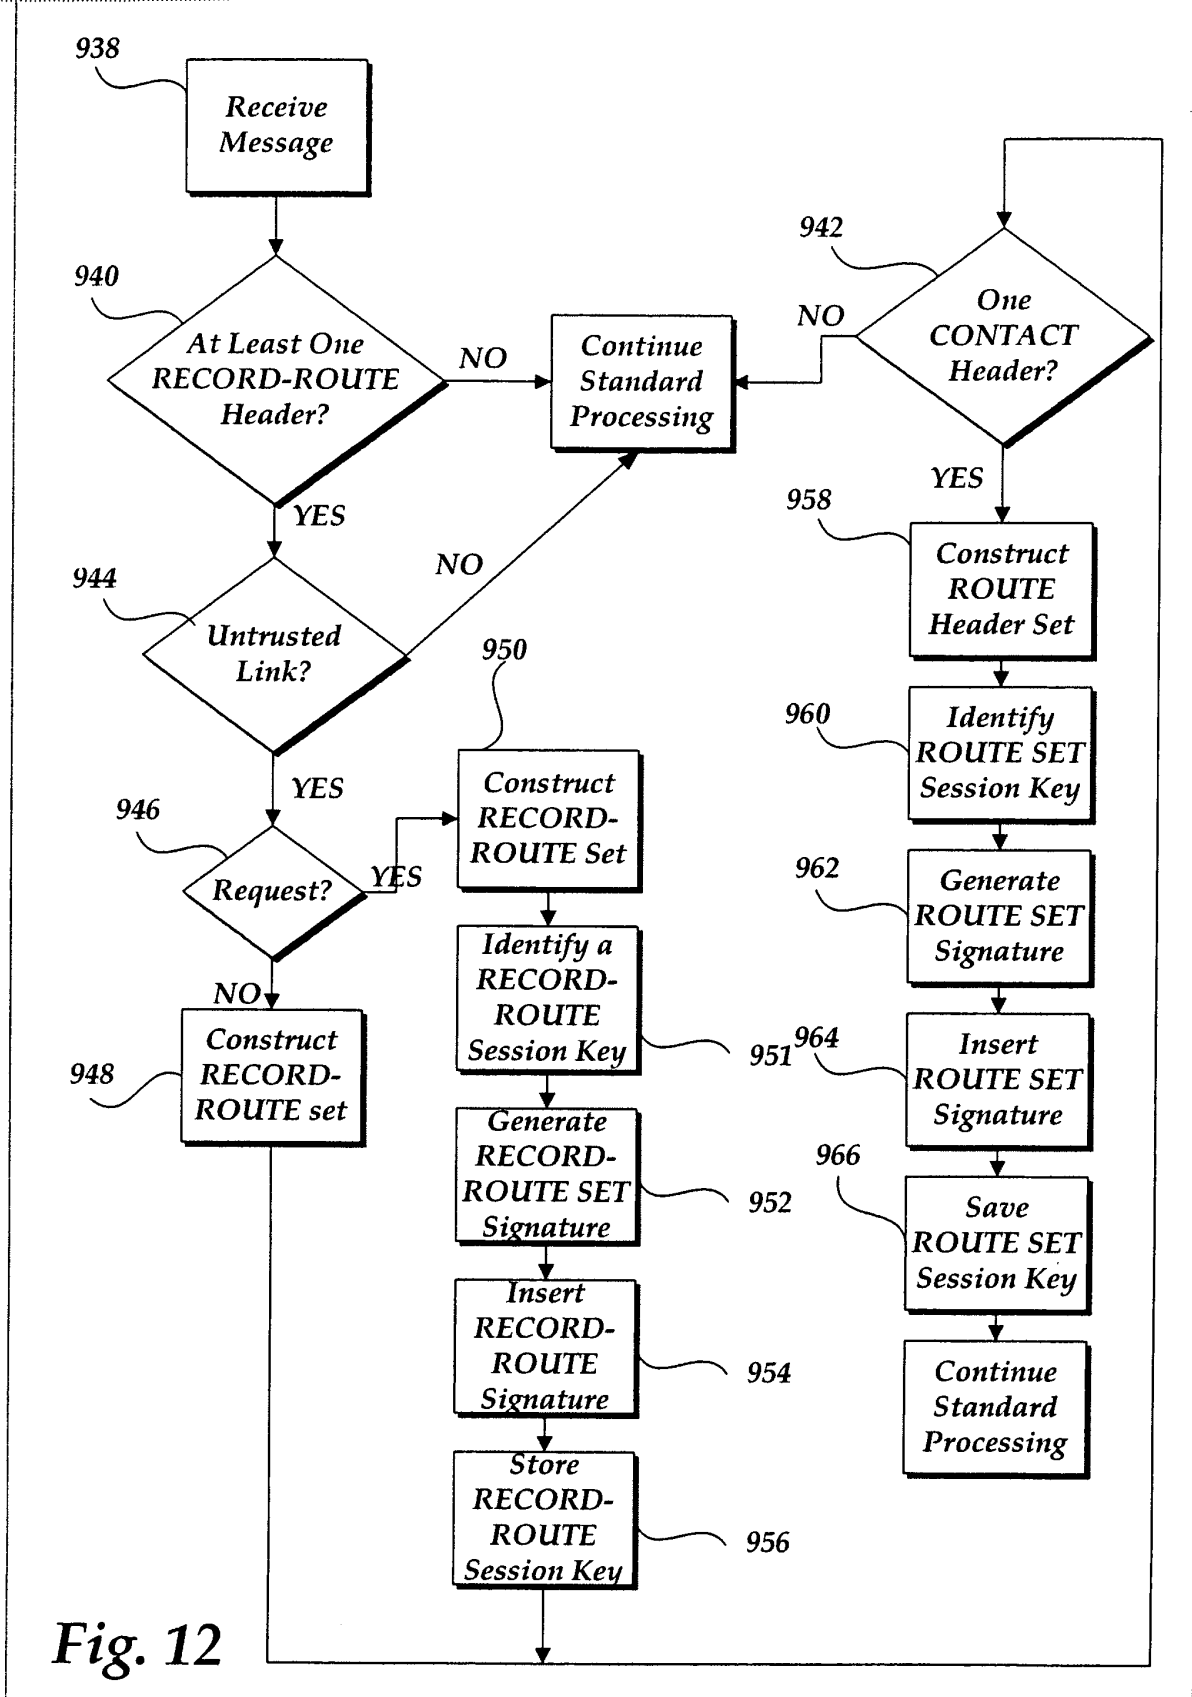 938
Receive
Message
940
At Least One
RECORD-ROUTE
Header?
NO
YES
Continue
Standard
Processing
942
One
CONTACT
Header?
NO
YES
944
Untrusted
Link?
NO
YES
946
Request?
YES
NO
948
Construct
RECORD-
ROUTE set
950
Construct
RECORD-
ROUTE Set
Identify a
RECORD-
ROUTE
Session Key
951
Generate
RECORD-
ROUTE SET
Signature
952
Insert
RECORD-
ROUTE
Signature
954
Store
RECORD-
ROUTE
Session Key
956
958
Construct
ROUTE
Header Set
960
Identify
ROUTE SET
Session Key
962
Generate
ROUTE SET
Signature
964
Insert
ROUTE SET
Signature
966
Save
ROUTE SET
Session Key
Continue
Standard
Processing
Fig. 12